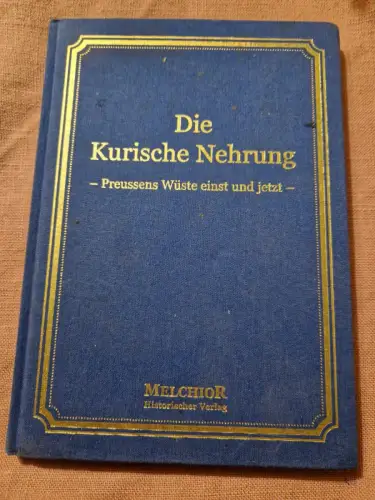 Die
Kurische Nehrung
– Preussens Wüste einst und jetzt –
MELCHIOR
Historischer Verlag